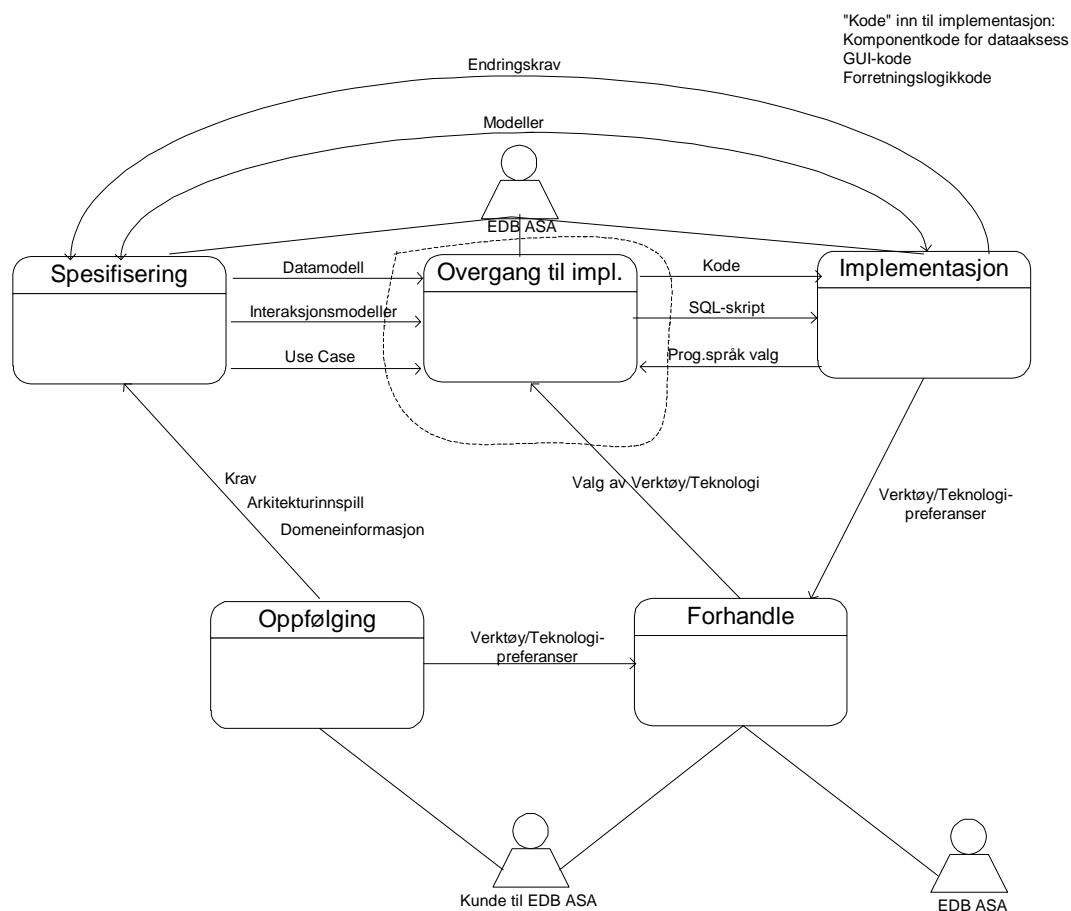 "Kode" inn til implementasjon:
Komponentkode for dataaksess
GUI-kode
Forretningslogikkode
Endringskrav
Modeller
EDB ASA
Spesifisering
Datamodell
Interaksjonsmodeller
Use Case
Overgang til impl.
Kode
SQL-skript
Prog.språk valg
Implementasjon
Krav
Arkitekturinnspill
Domeneinformasjon
Valg av Verktøy/Teknologi
Verktøy/Teknologi-
preferanser
Oppfølging
Verktøy/Teknologi-
preferanser
Forhandle
Kunde til EDB ASA
EDB ASA